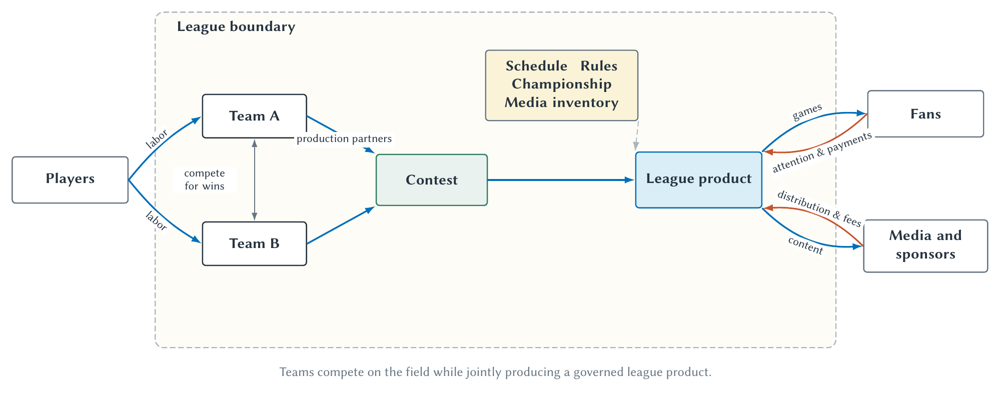 League boundary
Schedule Rules
Championship
Media inventory
Team A
games
Fans
labor
production partners
attention & payments
Players
compete
for wins
Contest
League product
distribution & fees
labor
Team B
content
Media and
sponsors
Teams compete on the field while jointly producing a governed league product.